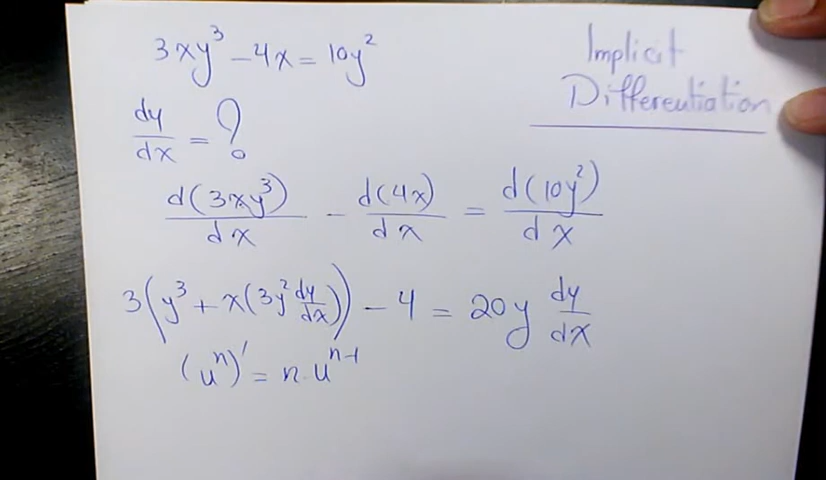 3xy³ - 4x = 10y²
Implicit
Differentiation
dy/dx = ?
d(3xy³)/dx - d(4x)/dx = d(10y²)/dx
3(y³ + x(3y² dy/dx)) - 4 = 20y dy/dx
(uⁿ)' = n.uⁿ⁻¹